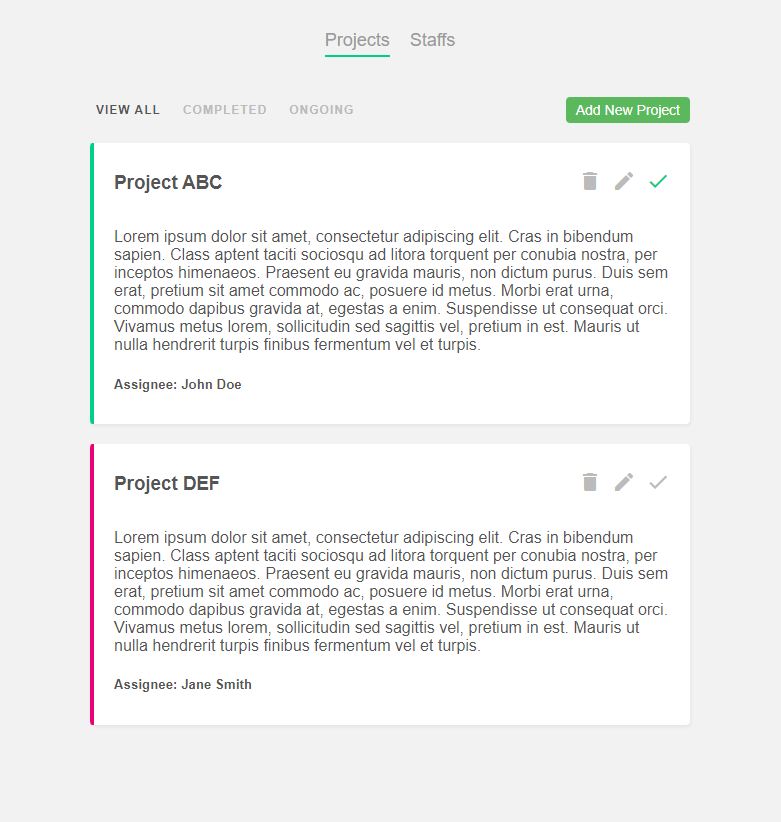 Projects Staffs
VIEW ALL COMPLETED ONGOING Add New Project
Project ABC
Lorem ipsum dolor sit amet, consectetur adipiscing elit. Cras in bibendum
sapien. Class aptent taciti sociosqu ad litora torquent per conubia nostra, per
inceptos himenaeos. Praesent eu gravida mauris, non dictum purus. Duis sem
erat, pretium sit amet commodo ac, posuere id metus. Morbi erat urna,
commodo dapibus gravida at, egestas a enim. Suspendisse ut consequat orci.
Vivamus metus lorem, sollicitudin sed sagittis vel, pretium in est. Mauris ut
nulla hendrerit turpis finibus fermentum vel et turpis.
Assignee: John Doe
Project DEF
Lorem ipsum dolor sit amet, consectetur adipiscing elit. Cras in bibendum
sapien. Class aptent taciti sociosqu ad litora torquent per conubia nostra, per
inceptos himenaeos. Praesent eu gravida mauris, non dictum purus. Duis sem
erat, pretium sit amet commodo ac, posuere id metus. Morbi erat urna,
commodo dapibus gravida at, egestas a enim. Suspendisse ut consequat orci.
Vivamus metus lorem, sollicitudin sed sagittis vel, pretium in est. Mauris ut
nulla hendrerit turpis finibus fermentum vel et turpis.
Assignee: Jane Smith